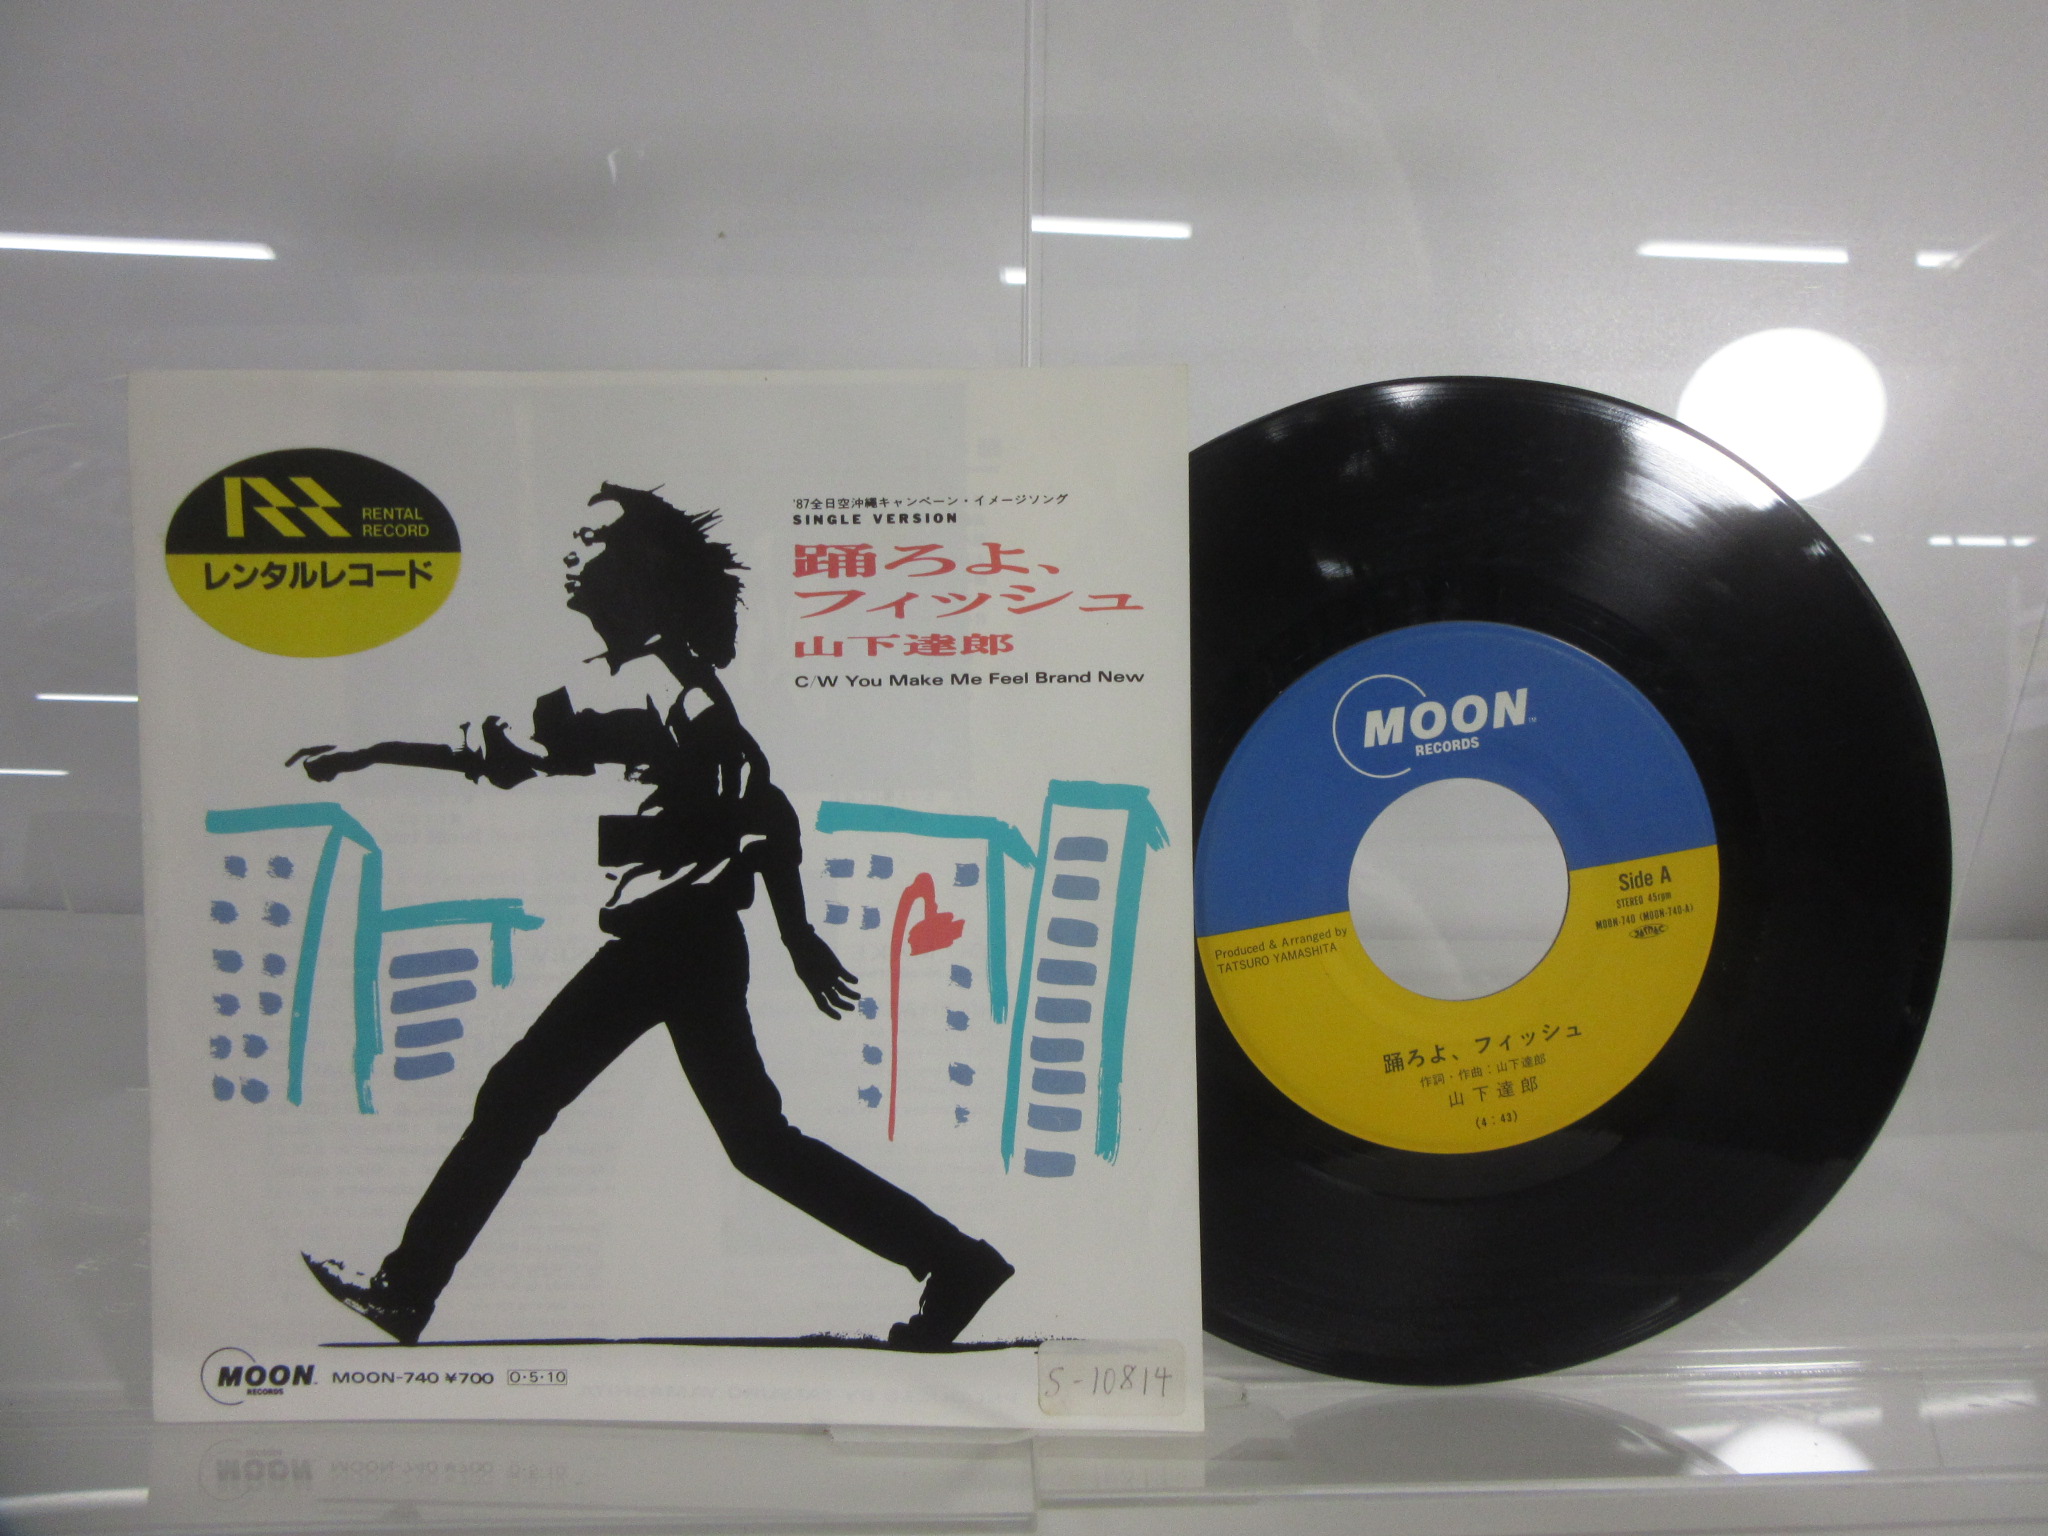 RENTAL
RECORD
レンタルレコード
'87全日空沖縄キャンペーン・イメージソング
SINGLE VERSION
踊ろよ、
フィッシュ
山下達郎
C/W You Make Me Feel Brand New
MOON
RECORDS
MOON-740 ¥700 0・5・10
S-10814
MOON™
RECORDS
Side A
STEREO 45rpm
MOON-740 (MOON-740-A)
Produced & Arranged by
TATSURO YAMASHITA
踊ろよ、フィッシュ
作詞・作曲：山下達郎
山下達郎
(4：43)